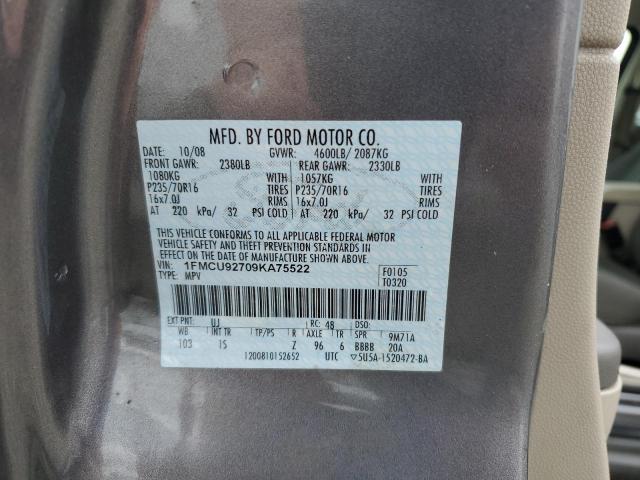 MFD. BY FORD MOTOR CO.
DATE: 10/08 GVWR: 4600LB/ 2087KG
FRONT GAWR: 2380LB REAR GAWR: 2330LB
1080KG WITH 1057KG WITH
P235/70R16 TIRES P235/70R16 TIRES
16x7.0J RIMS 16x7.0J RIMS
AT 220 kPa/ 32 PSI COLD AT 220 kPa/ 32 PSI COLD
THIS VEHICLE CONFORMS TO ALL APPLICABLE FEDERAL MOTOR
VEHICLE SAFETY AND THEFT PREVENTION STANDARDS IN
EFFECT ON THE DATE OF MANUFACTURE SHOWN ABOVE.
VIN: 1FMCU92709KA75522 F0105
TYPE: MPV T0320
EXT PNT: UJ RC: 48 DSO:
WB INT TR TP/PS R AXLE TR SPR 9M71A
103 IS Z 96 6 BBBB 20A
1200810152652 UTC ▽5U5A-1520472-BA